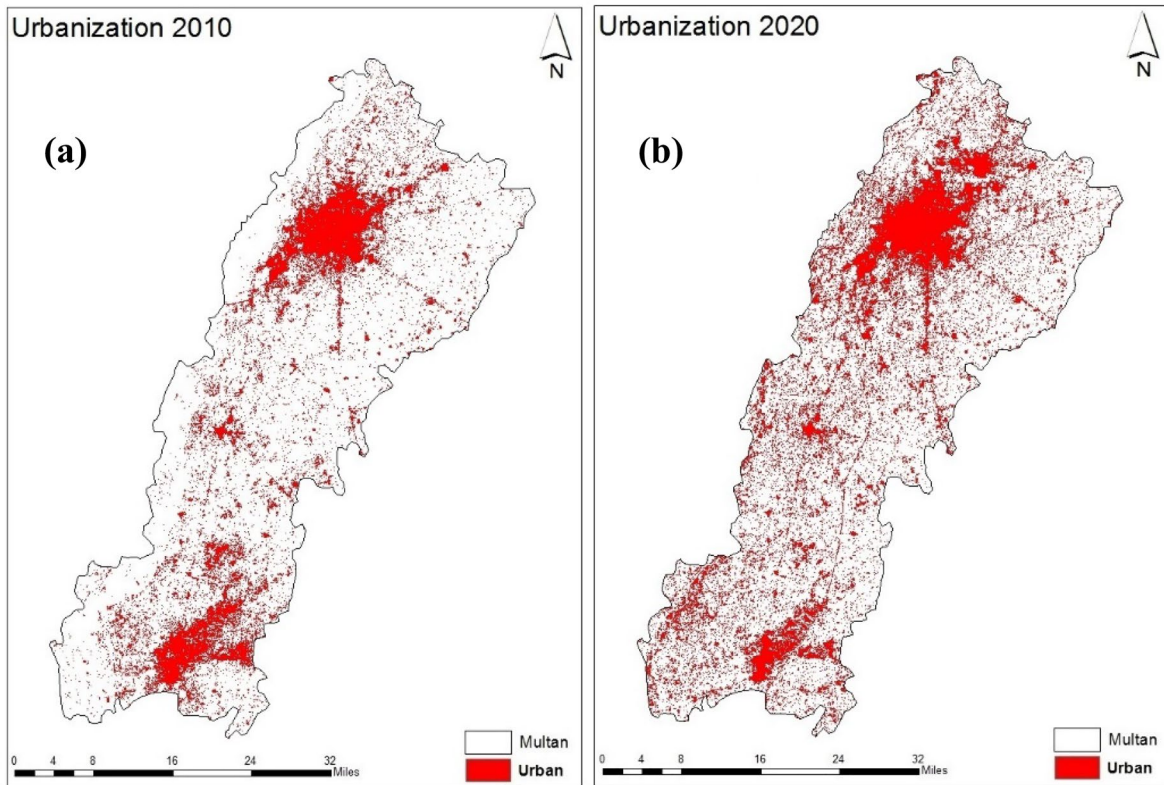 Urbanization 2010
N
(a)
Multan
Urban
0 4 8 16 24 32
Miles
Urbanization 2020
N
(b)
Multan
Urban
0 4 8 16 24 32
Miles